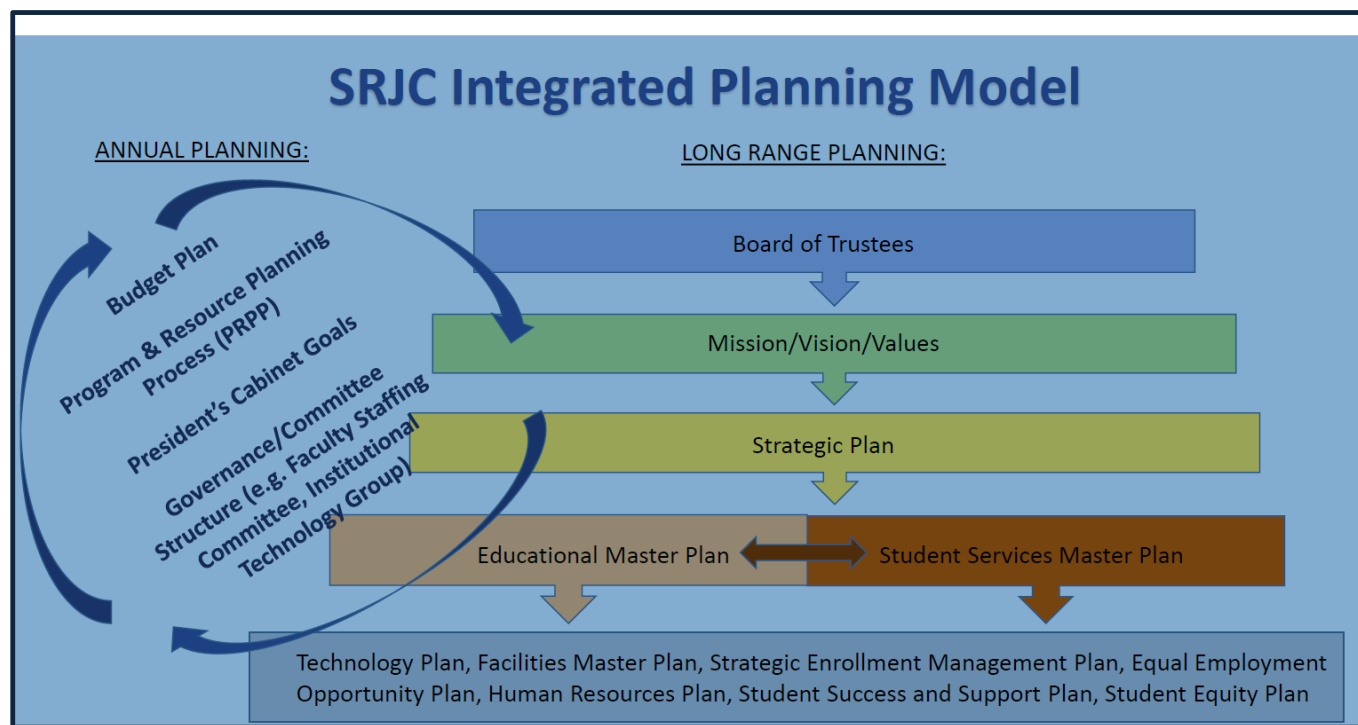 SRJC Integrated Planning Model
ANNUAL PLANNING:
Budget Plan
Program & Resource Planning
Process (PRPP)
President’s Cabinet Goals
Governance/Committee
Structure (e.g. Faculty Staffing
Committee, Institutional
Technology Group)
LONG RANGE PLANNING:
Board of Trustees
Mission/Vision/Values
Strategic Plan
Educational Master Plan
Student Services Master Plan
Technology Plan, Facilities Master Plan, Strategic Enrollment Management Plan, Equal Employment
Opportunity Plan, Human Resources Plan, Student Success and Support Plan, Student Equity Plan